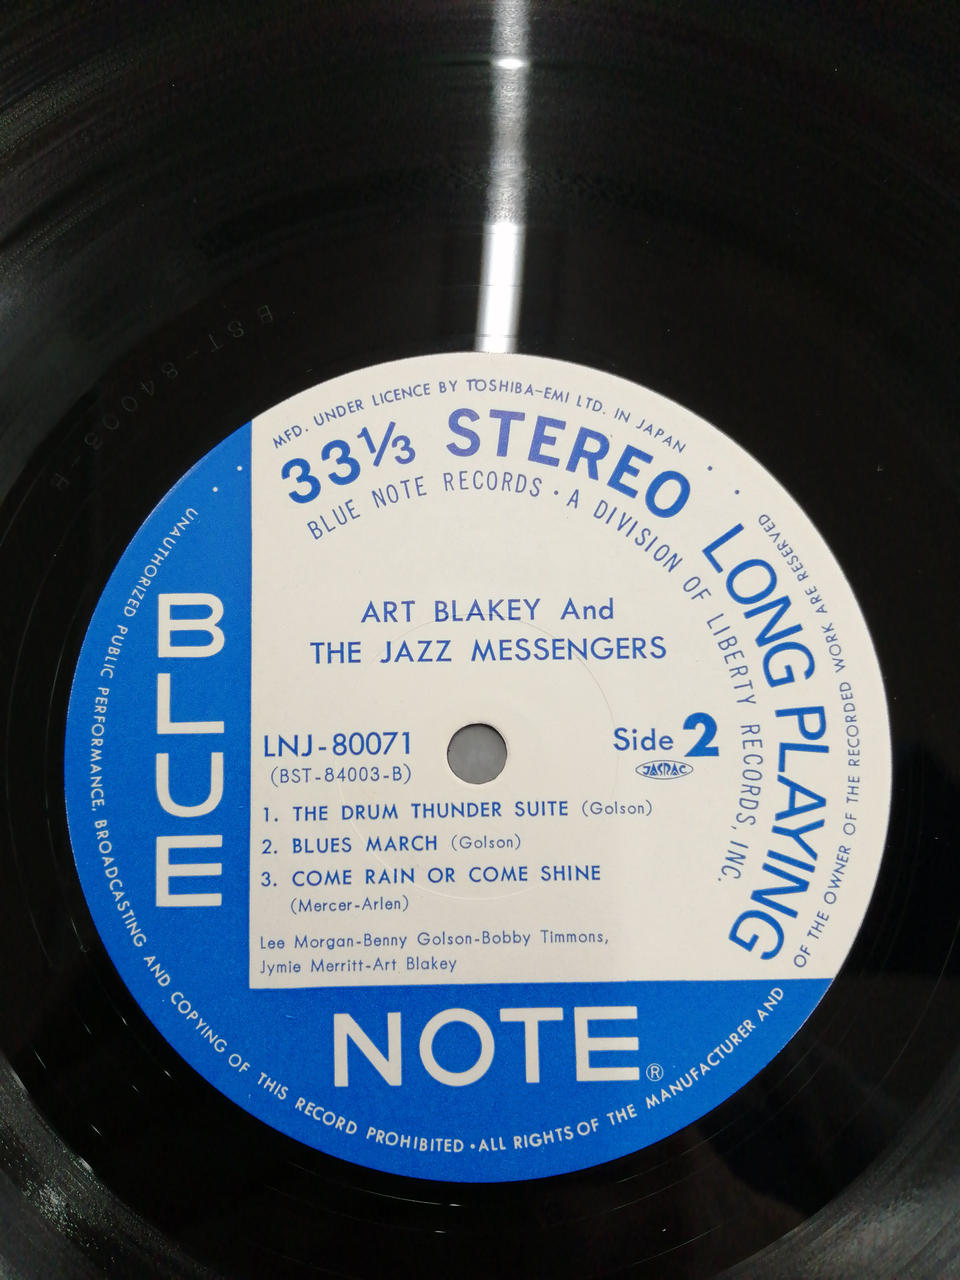 BST-84003-B
MFD. UNDER LICENCE BY TOSHIBA-EMI LTD. IN JAPAN
33⅓ STEREO LONG PLAYING
BLUE NOTE RECORDS · A DIVISION OF LIBERTY RECORDS, INC.
ART BLAKEY And
THE JAZZ MESSENGERS
LNJ-80071
(BST-84003-B)
Side 2
JASRAC
1. THE DRUM THUNDER SUITE (Golson)
2. BLUES MARCH (Golson)
3. COME RAIN OR COME SHINE
(Mercer-Arlen)
Lee Morgan-Benny Golson-Bobby Timmons,
Jymie Merritt-Art Blakey
BLUE
NOTE®
UNAUTHORIZED PUBLIC PERFORMANCE, BROADCASTING AND COPYING OF THIS RECORD PROHIBITED · ALL RIGHTS OF THE MANUFACTURER AND OF THE OWNER OF THE RECORDED WORK ARE RESERVED